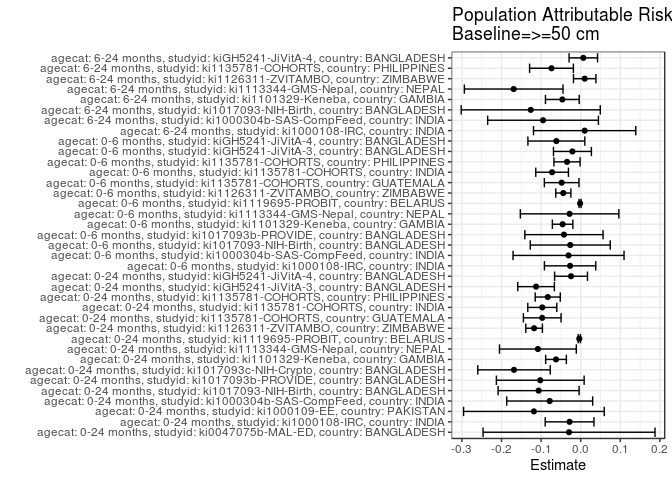 Population Attributable Risk
Baseline=>=50 cm
agecat: 6-24 months, studyid: kiGH5241-JiVitA-4, country: BANGLADESH
agecat: 6-24 months, studyid: ki1135781-COHORTS, country: PHILIPPINES
agecat: 6-24 months, studyid: ki1126311-ZVITAMBO, country: ZIMBABWE
agecat: 6-24 months, studyid: ki1113344-GMS-Nepal, country: NEPAL
agecat: 6-24 months, studyid: ki1101329-Keneba, country: GAMBIA
agecat: 6-24 months, studyid: ki1017093-NIH-Birth, country: BANGLADESH
agecat: 6-24 months, studyid: ki1000304b-SAS-CompFeed, country: INDIA
agecat: 6-24 months, studyid: ki1000108-IRC, country: INDIA
agecat: 0-6 months, studyid: kiGH5241-JiVitA-4, country: BANGLADESH
agecat: 0-6 months, studyid: kiGH5241-JiVitA-3, country: BANGLADESH
agecat: 0-6 months, studyid: ki1135781-COHORTS, country: PHILIPPINES
agecat: 0-6 months, studyid: ki1135781-COHORTS, country: INDIA
agecat: 0-6 months, studyid: ki1135781-COHORTS, country: GUATEMALA
agecat: 0-6 months, studyid: ki1126311-ZVITAMBO, country: ZIMBABWE
agecat: 0-6 months, studyid: ki1119695-PROBIT, country: BELARUS
agecat: 0-6 months, studyid: ki1113344-GMS-Nepal, country: NEPAL
agecat: 0-6 months, studyid: ki1101329-Keneba, country: GAMBIA
agecat: 0-6 months, studyid: ki1017093b-PROVIDE, country: BANGLADESH
agecat: 0-6 months, studyid: ki1017093-NIH-Birth, country: BANGLADESH
agecat: 0-6 months, studyid: ki1000304b-SAS-CompFeed, country: INDIA
agecat: 0-6 months, studyid: ki1000108-IRC, country: INDIA
agecat: 0-24 months, studyid: kiGH5241-JiVitA-4, country: BANGLADESH
agecat: 0-24 months, studyid: kiGH5241-JiVitA-3, country: BANGLADESH
agecat: 0-24 months, studyid: ki1135781-COHORTS, country: PHILIPPINES
agecat: 0-24 months, studyid: ki1135781-COHORTS, country: INDIA
agecat: 0-24 months, studyid: ki1135781-COHORTS, country: GUATEMALA
agecat: 0-24 months, studyid: ki1126311-ZVITAMBO, country: ZIMBABWE
agecat: 0-24 months, studyid: ki1119695-PROBIT, country: BELARUS
agecat: 0-24 months, studyid: ki1113344-GMS-Nepal, country: NEPAL
agecat: 0-24 months, studyid: ki1101329-Keneba, country: GAMBIA
agecat: 0-24 months, studyid: ki1017093c-NIH-Crypto, country: BANGLADESH
agecat: 0-24 months, studyid: ki1017093b-PROVIDE, country: BANGLADESH
agecat: 0-24 months, studyid: ki1017093-NIH-Birth, country: BANGLADESH
agecat: 0-24 months, studyid: ki1000304b-SAS-CompFeed, country: INDIA
agecat: 0-24 months, studyid: ki1000109-EE, country: PAKISTAN
agecat: 0-24 months, studyid: ki1000108-IRC, country: INDIA
agecat: 0-24 months, studyid: ki0047075b-MAL-ED, country: BANGLADESH
-0.3 -0.2 -0.1 0.0 0.1 0.2
Estimate